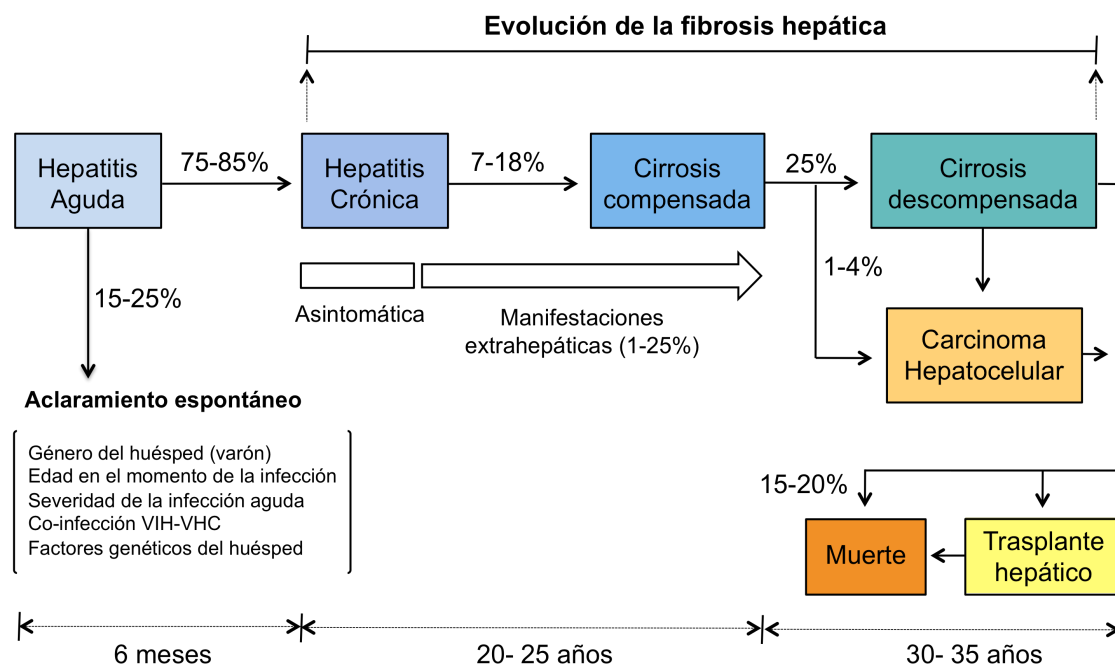 Evolución de la fibrosis hepática
Hepatitis
Aguda
75-85%
Hepatitis
Crónica
7-18%
Cirrosis
compensada
25%
Cirrosis
descompensada
15-25%
1-4%
Asintomática
Manifestaciones
extrahepáticas (1-25%)
Carcinoma
Hepatocelular
Aclaramiento espontáneo
Género del huésped (varón)
Edad en el momento de la infección
Severidad de la infección aguda
Co-infección VIH-VHC
Factores genéticos del huésped
15-20%
Muerte
Trasplante
hepático
6 meses
20- 25 años
30- 35 años